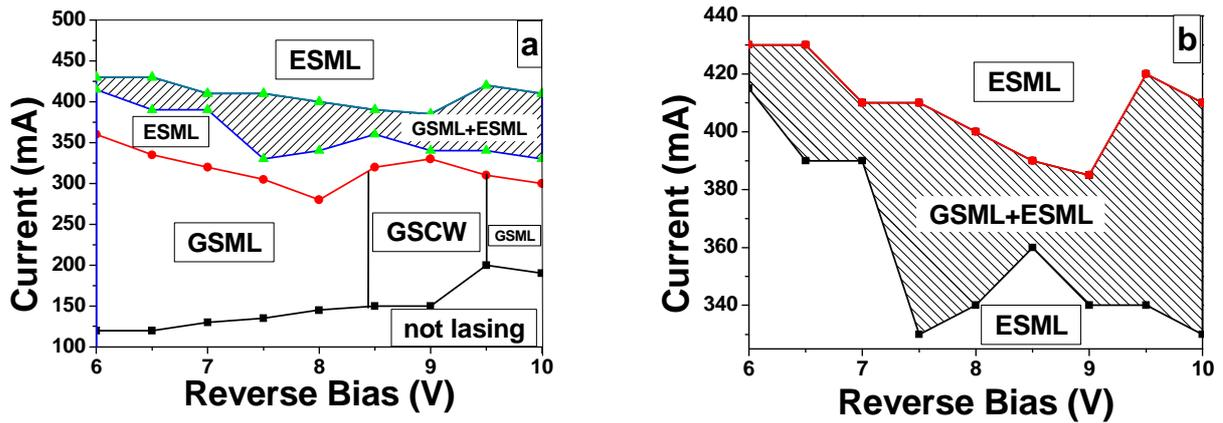 a
500
450
400
350
300
250
200
150
100
Current (mA)
ESML
ESML
GSML+ESML
GSML
GSCW
GSML
not lasing
6 7 8 9 10
Reverse Bias (V)
b
440
420
400
380
360
340
Current (mA)
ESML
GSML+ESML
ESML
6 7 8 9 10
Reverse Bias (V)